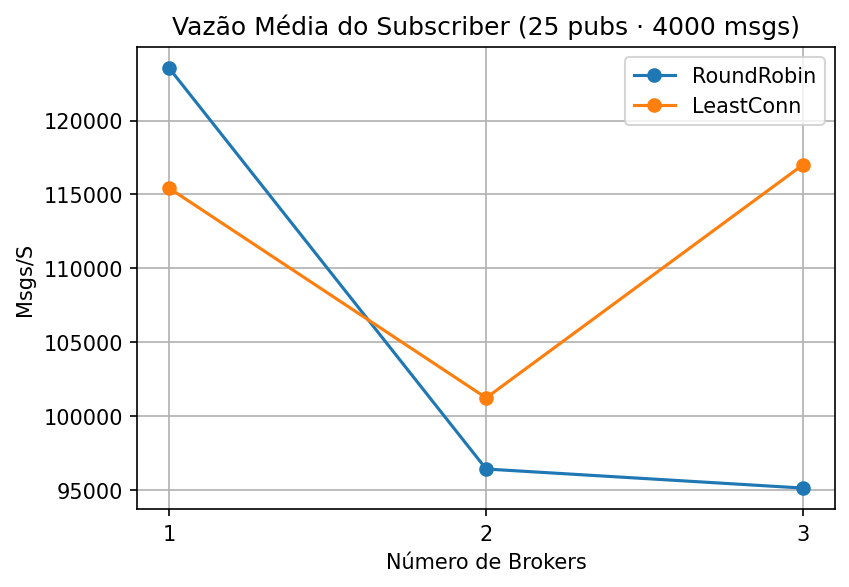 Vazão Média do Subscriber (25 pubs · 4000 msgs)
RoundRobin
LeastConn
120000
115000
110000
105000
100000
95000
Msgs/S
1
2
3
Número de Brokers